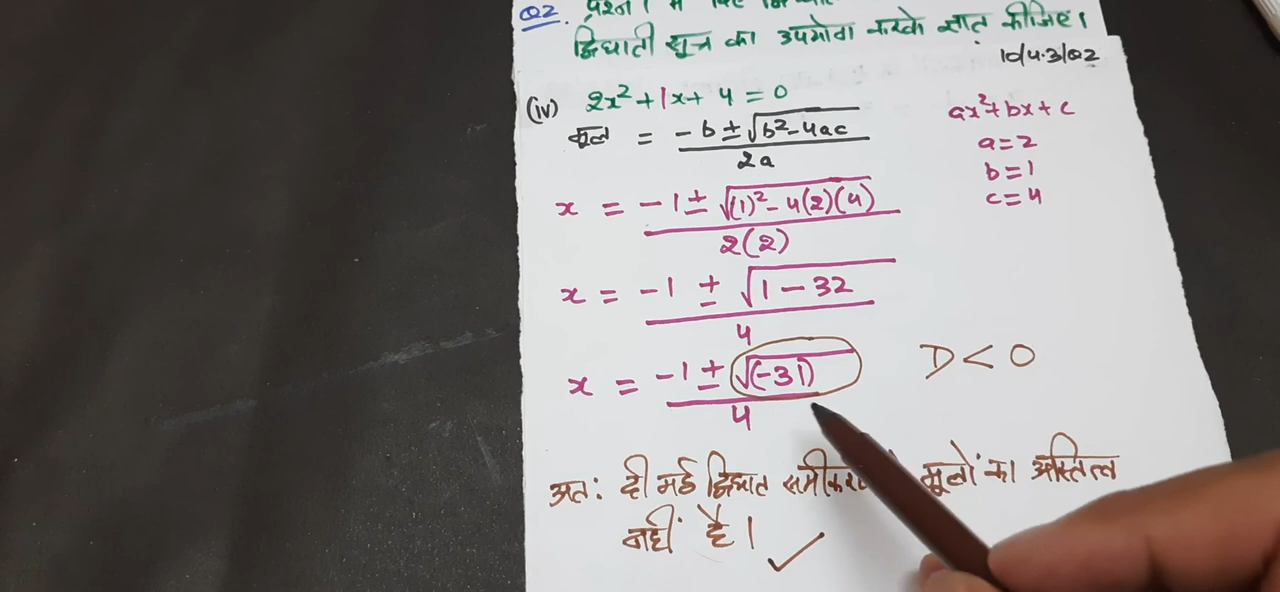 Q2. प्रश्न 1 में दिए
द्विघाती सूत्र का उपयोग करके ज्ञात कीजिए।
10/4.3/Q2
(iv) 2x² + 1x + 4 = 0
ax²+bx+c
मूल = -b ± √(b²-4ac) / 2a
a=2
b=1
c=4
x = -1 ± √((1)² - 4(2)(4)) / 2(2)
x = -1 ± √(1 - 32) / 4
x = -1 ± √(-31) / 4
D < 0
अत: दी गई द्विघात समीकरण मूलों का अस्तित्व
नहीं है।